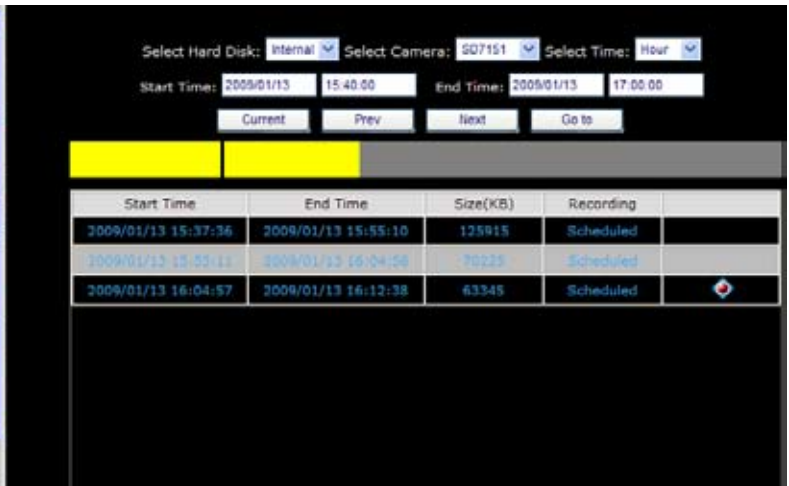 Select Hard Disk: Internal Select Camera: SD7151 Select Time: Hour
Start Time: 2009/01/13 15:40:00 End Time: 2009/01/13 17:00:00
Current Prev Next Go to
Start Time End Time Size(KB) Recording
2009/01/13 15:37:36 2009/01/13 15:55:10 125915 Scheduled
2009/01/13 15:55:11 2009/01/13 16:04:56 Scheduled
2009/01/13 16:04:57 2009/01/13 16:12:38 63345 Scheduled